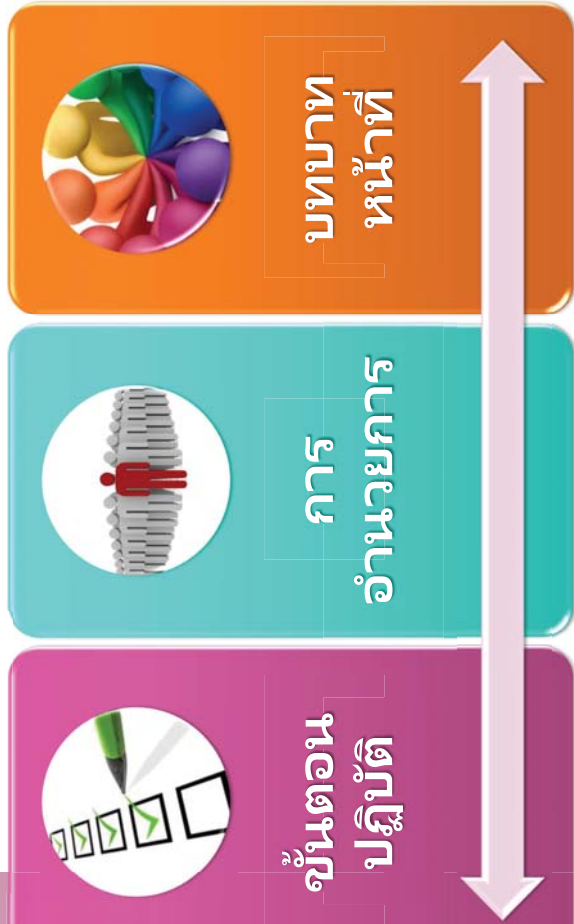 ขั้นตอน
ปฏิบัติ
การ
อำนวยการ
บทบาท
หน้าที่